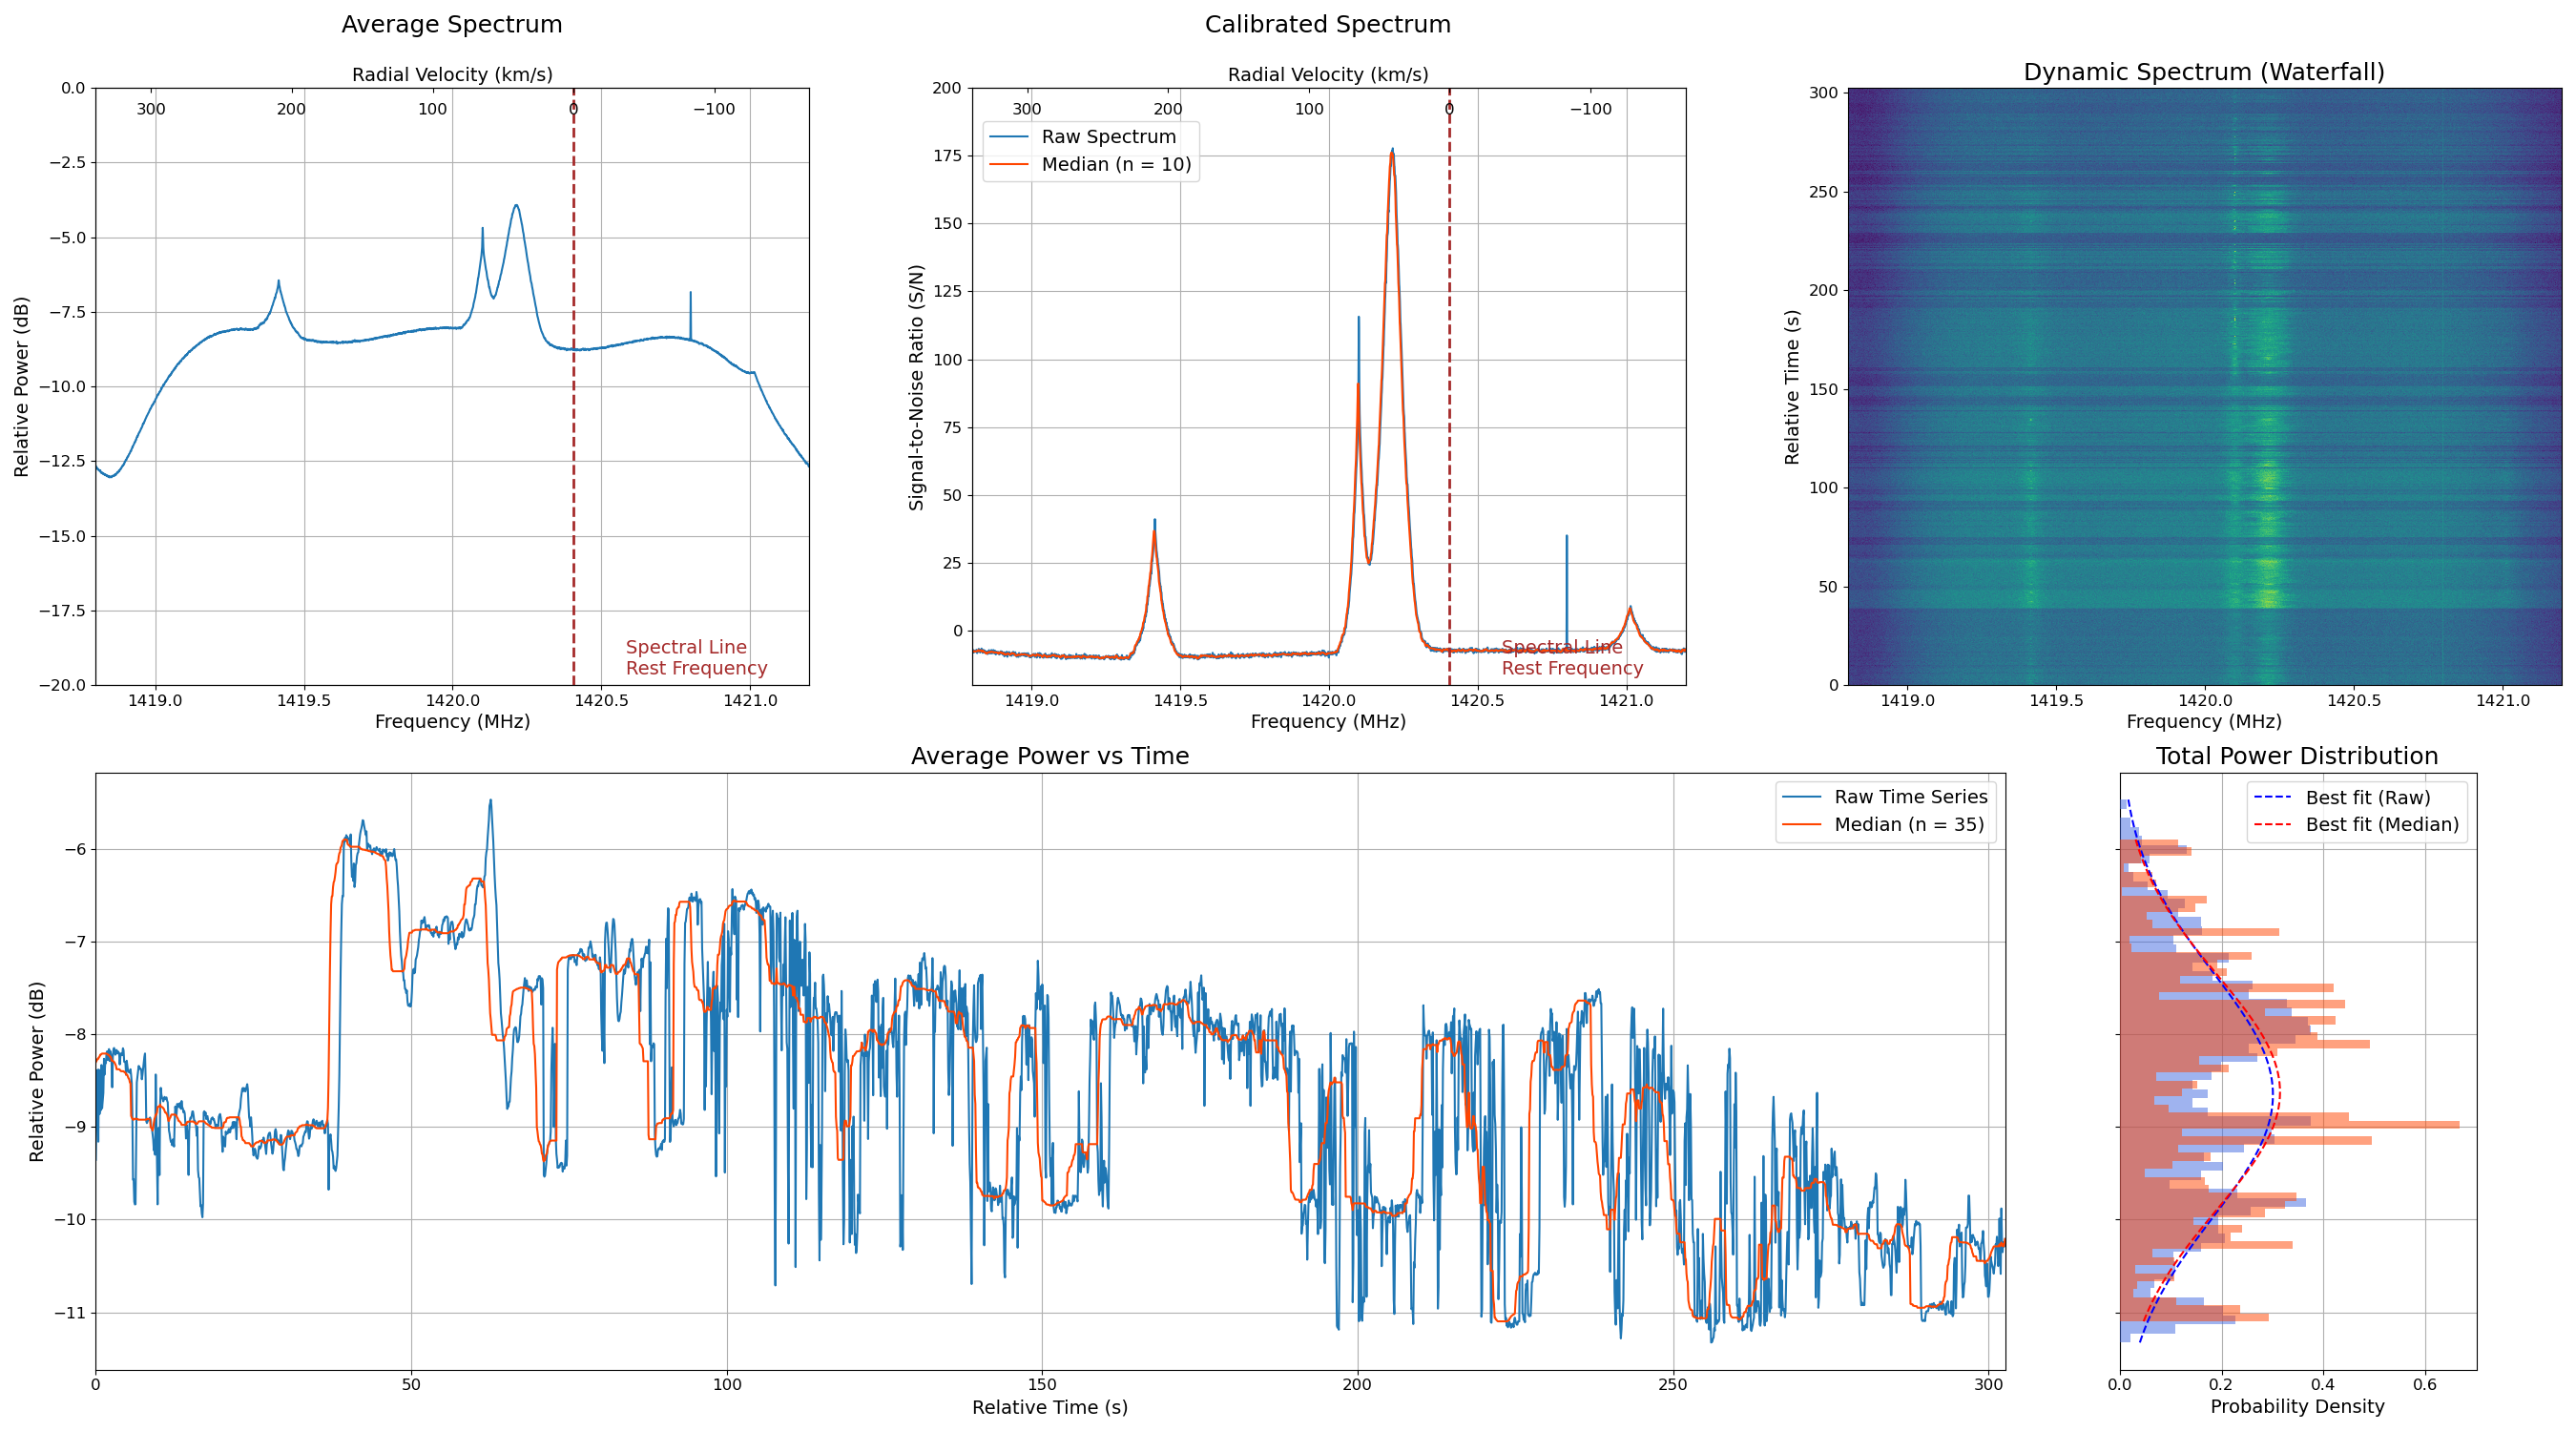 Average Spectrum
Radial Velocity (km/s)
300 200 100 0 −100
0.0
−2.5
−5.0
−7.5
−10.0
−12.5
−15.0
−17.5
−20.0
Relative Power (dB)
Spectral Line
Rest Frequency
1419.0 1419.5 1420.0 1420.5 1421.0
Frequency (MHz)
Calibrated Spectrum
Radial Velocity (km/s)
300 200 100 0 −100
Raw Spectrum
Median (n = 10)
200
175
150
125
100
75
50
25
0
Signal-to-Noise Ratio (S/N)
Spectral Line
Rest Frequency
1419.0 1419.5 1420.0 1420.5 1421.0
Frequency (MHz)
Dynamic Spectrum (Waterfall)
300
250
200
150
100
50
0
Relative Time (s)
1419.0 1419.5 1420.0 1420.5 1421.0
Frequency (MHz)
Average Power vs Time
Raw Time Series
Median (n = 35)
−6
−7
−8
−9
−10
−11
Relative Power (dB)
0 50 100 150 200 250 300
Relative Time (s)
Total Power Distribution
Best fit (Raw)
Best fit (Median)
0.0 0.2 0.4 0.6
Probability Density